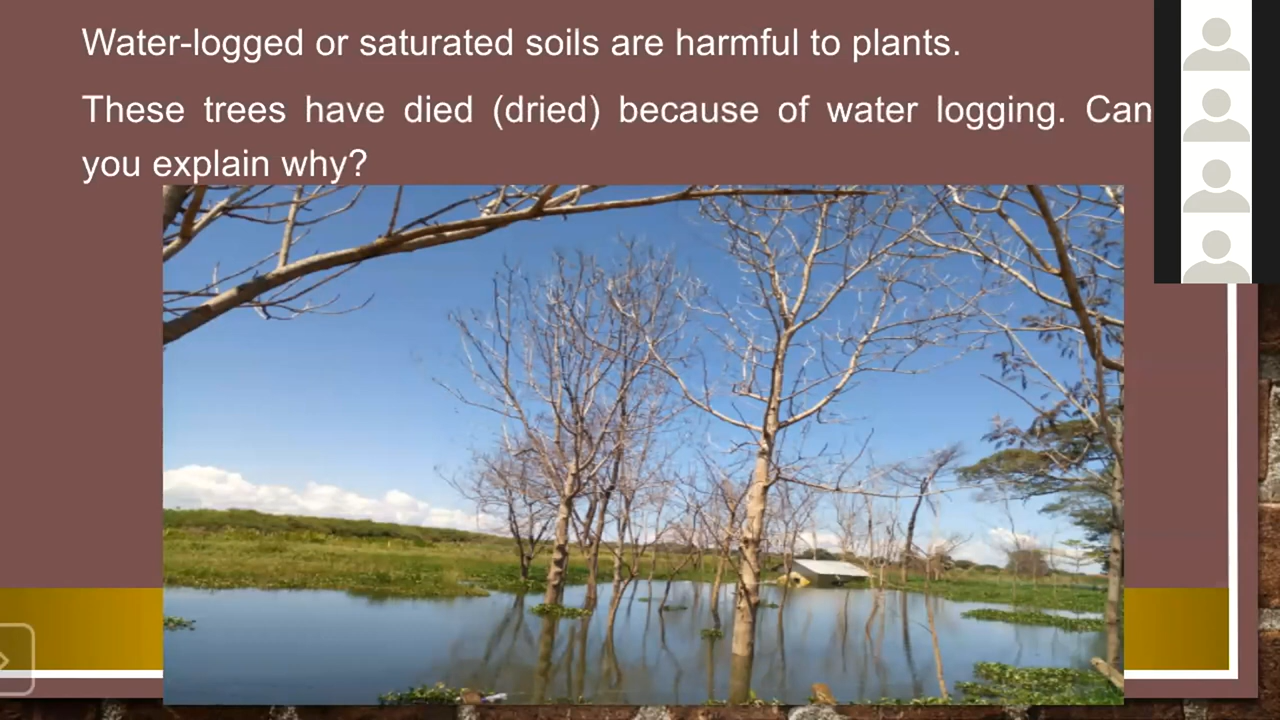 Water-logged or saturated soils are harmful to plants.
These trees have died (dried) because of water logging. Can
you explain why?